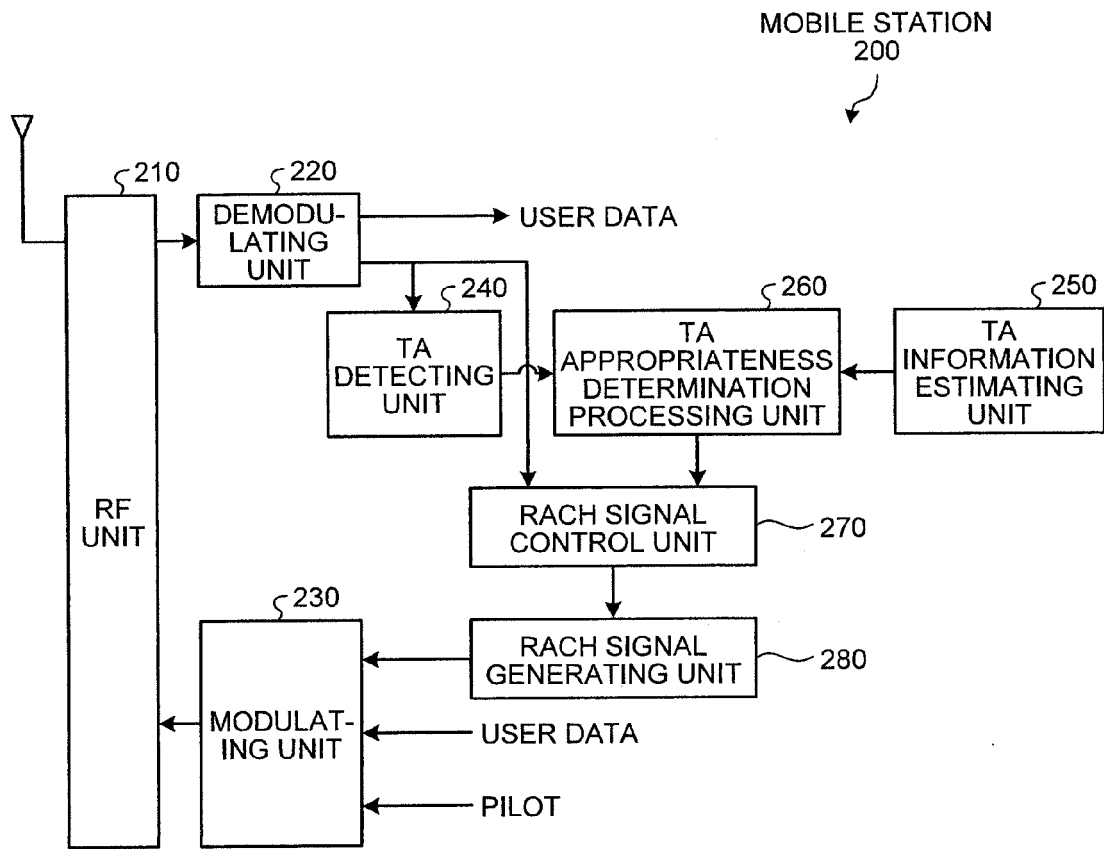 MOBILE STATION
200
210
220
DEMODU-
LATING
UNIT
USER DATA
240
TA
DETECTING
UNIT
260
TA
APPROPRIATENESS
DETERMINATION
PROCESSING UNIT
250
TA
INFORMATION
ESTIMATING
UNIT
RF
UNIT
RACH SIGNAL
CONTROL UNIT
270
230
MODULAT-
ING UNIT
RACH SIGNAL
GENERATING UNIT
280
USER DATA
PILOT